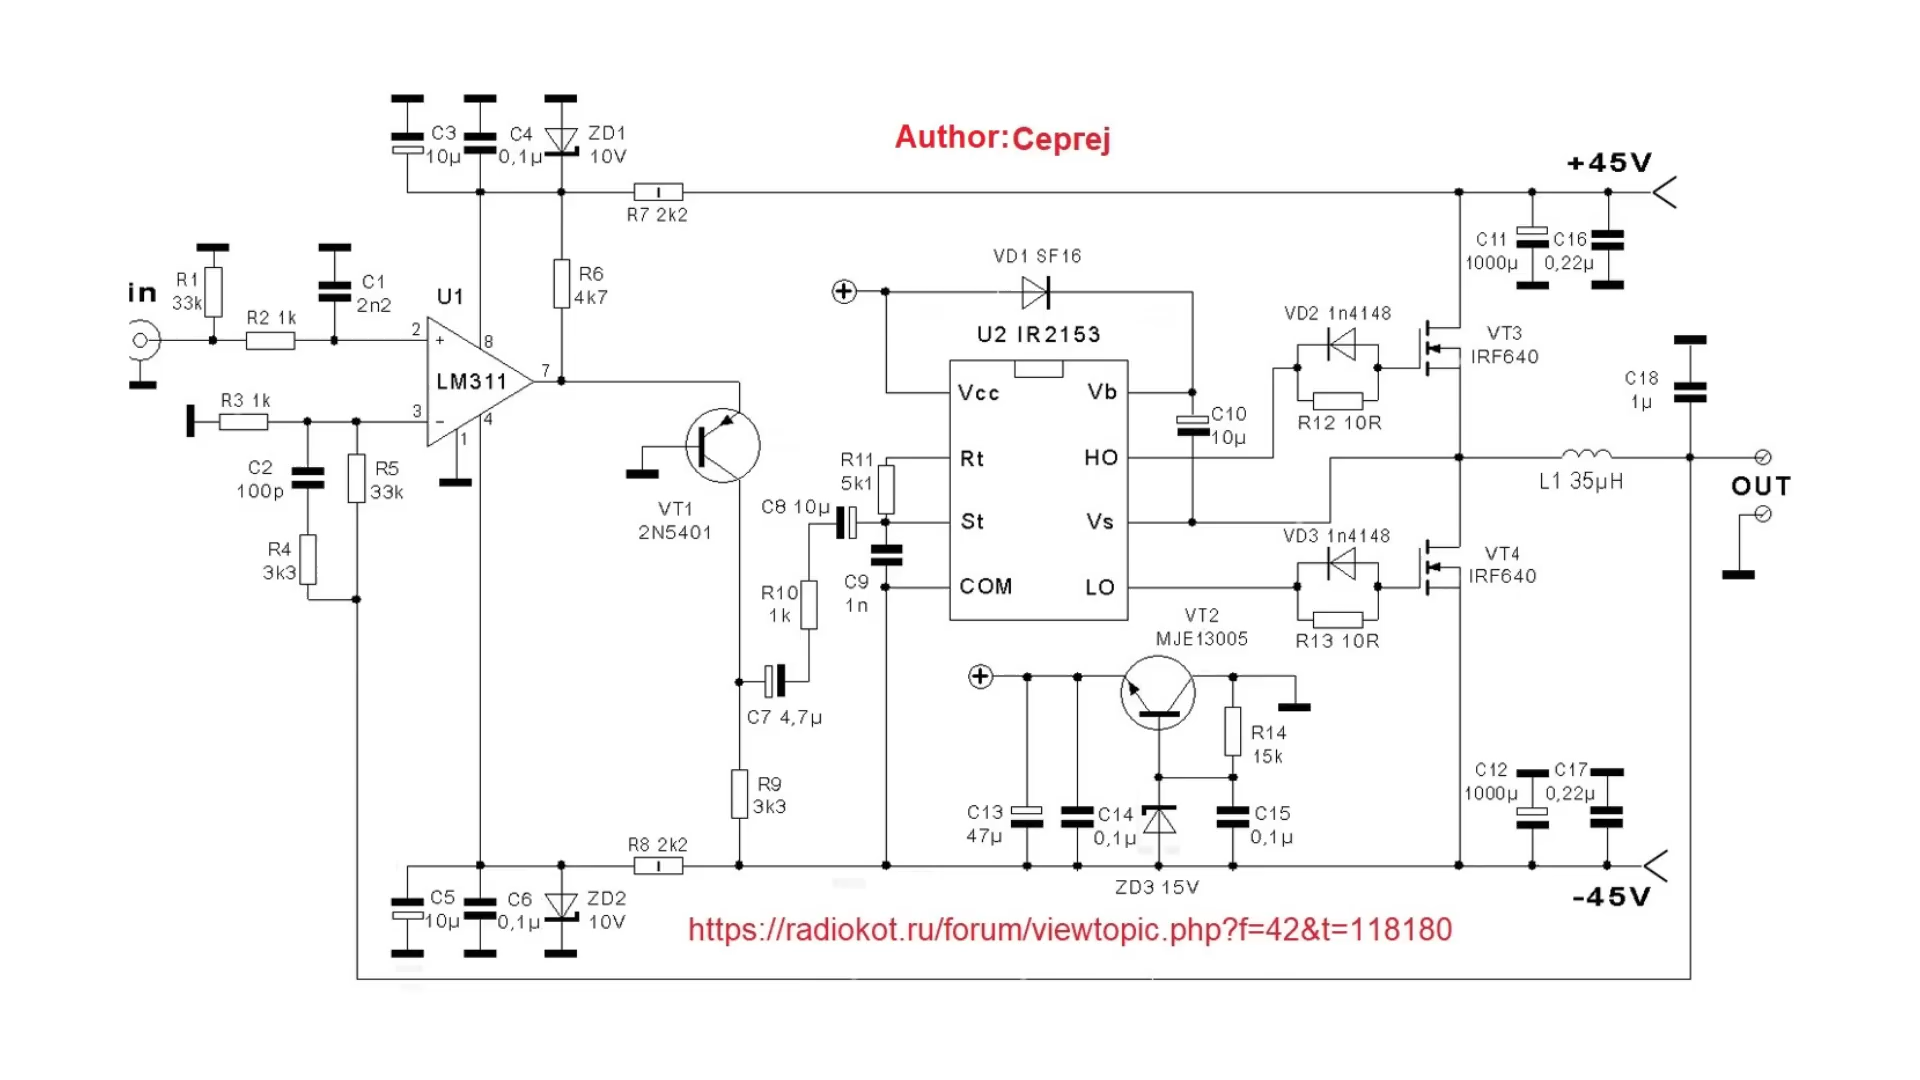 Author:Ceprej
+45V
C3
10µ
C4
0,1µ
ZD1
10V
R7 2k2
C11
1000µ
C16
0,22µ
in
R1
33k
R2 1k
C1
2n2
U1
2
+
8
LM311
7
R3 1k
3
-
4
1
R6
4k7
VD1 SF16
U2 IR2153
Vcc
Vb
Rt
HO
St
Vs
COM
LO
C10
10µ
VD2 1n4148
R12 10R
VT3
IRF640
C18
1µ
L1 35µH
OUT
C2
100p
R5
33k
R4
3k3
VT1
2N5401
R11
5k1
C8 10µ
C9
1n
R10
1k
C7 4,7µ
VD3 1n4148
R13 10R
VT4
IRF640
VT2
MJE13005
R14
15k
R9
3k3
C13
47µ
C14
0,1µ
C15
0,1µ
ZD3 15V
C12
1000µ
C17
0,22µ
R8 2k2
C5
10µ
C6
0,1µ
ZD2
10V
-45V
https://radiokot.ru/forum/viewtopic.php?f=42&t=118180